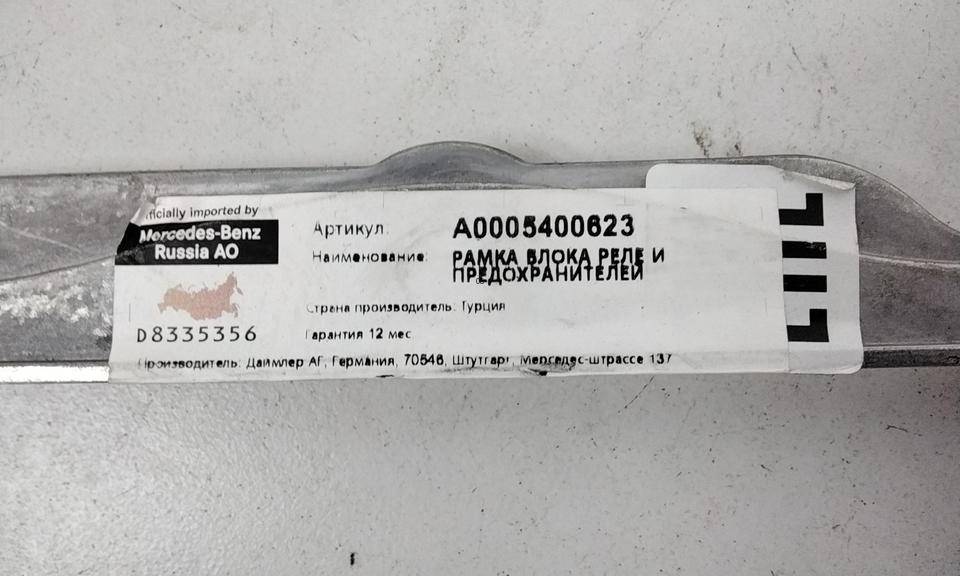 officially imported by
Mercedes-Benz
Russia AO
D8335356
Артикул: A0005400623
Наименование: РАМКА БЛОКА РЕЛЕ И
ПРЕДОХРАНИТЕЛЕЙ
Страна производитель: Турция
Гарантия 12 мес
Производитель: Даймлер АГ, Германия, 70546, Штутгарт, Мерседес-штрассе 137